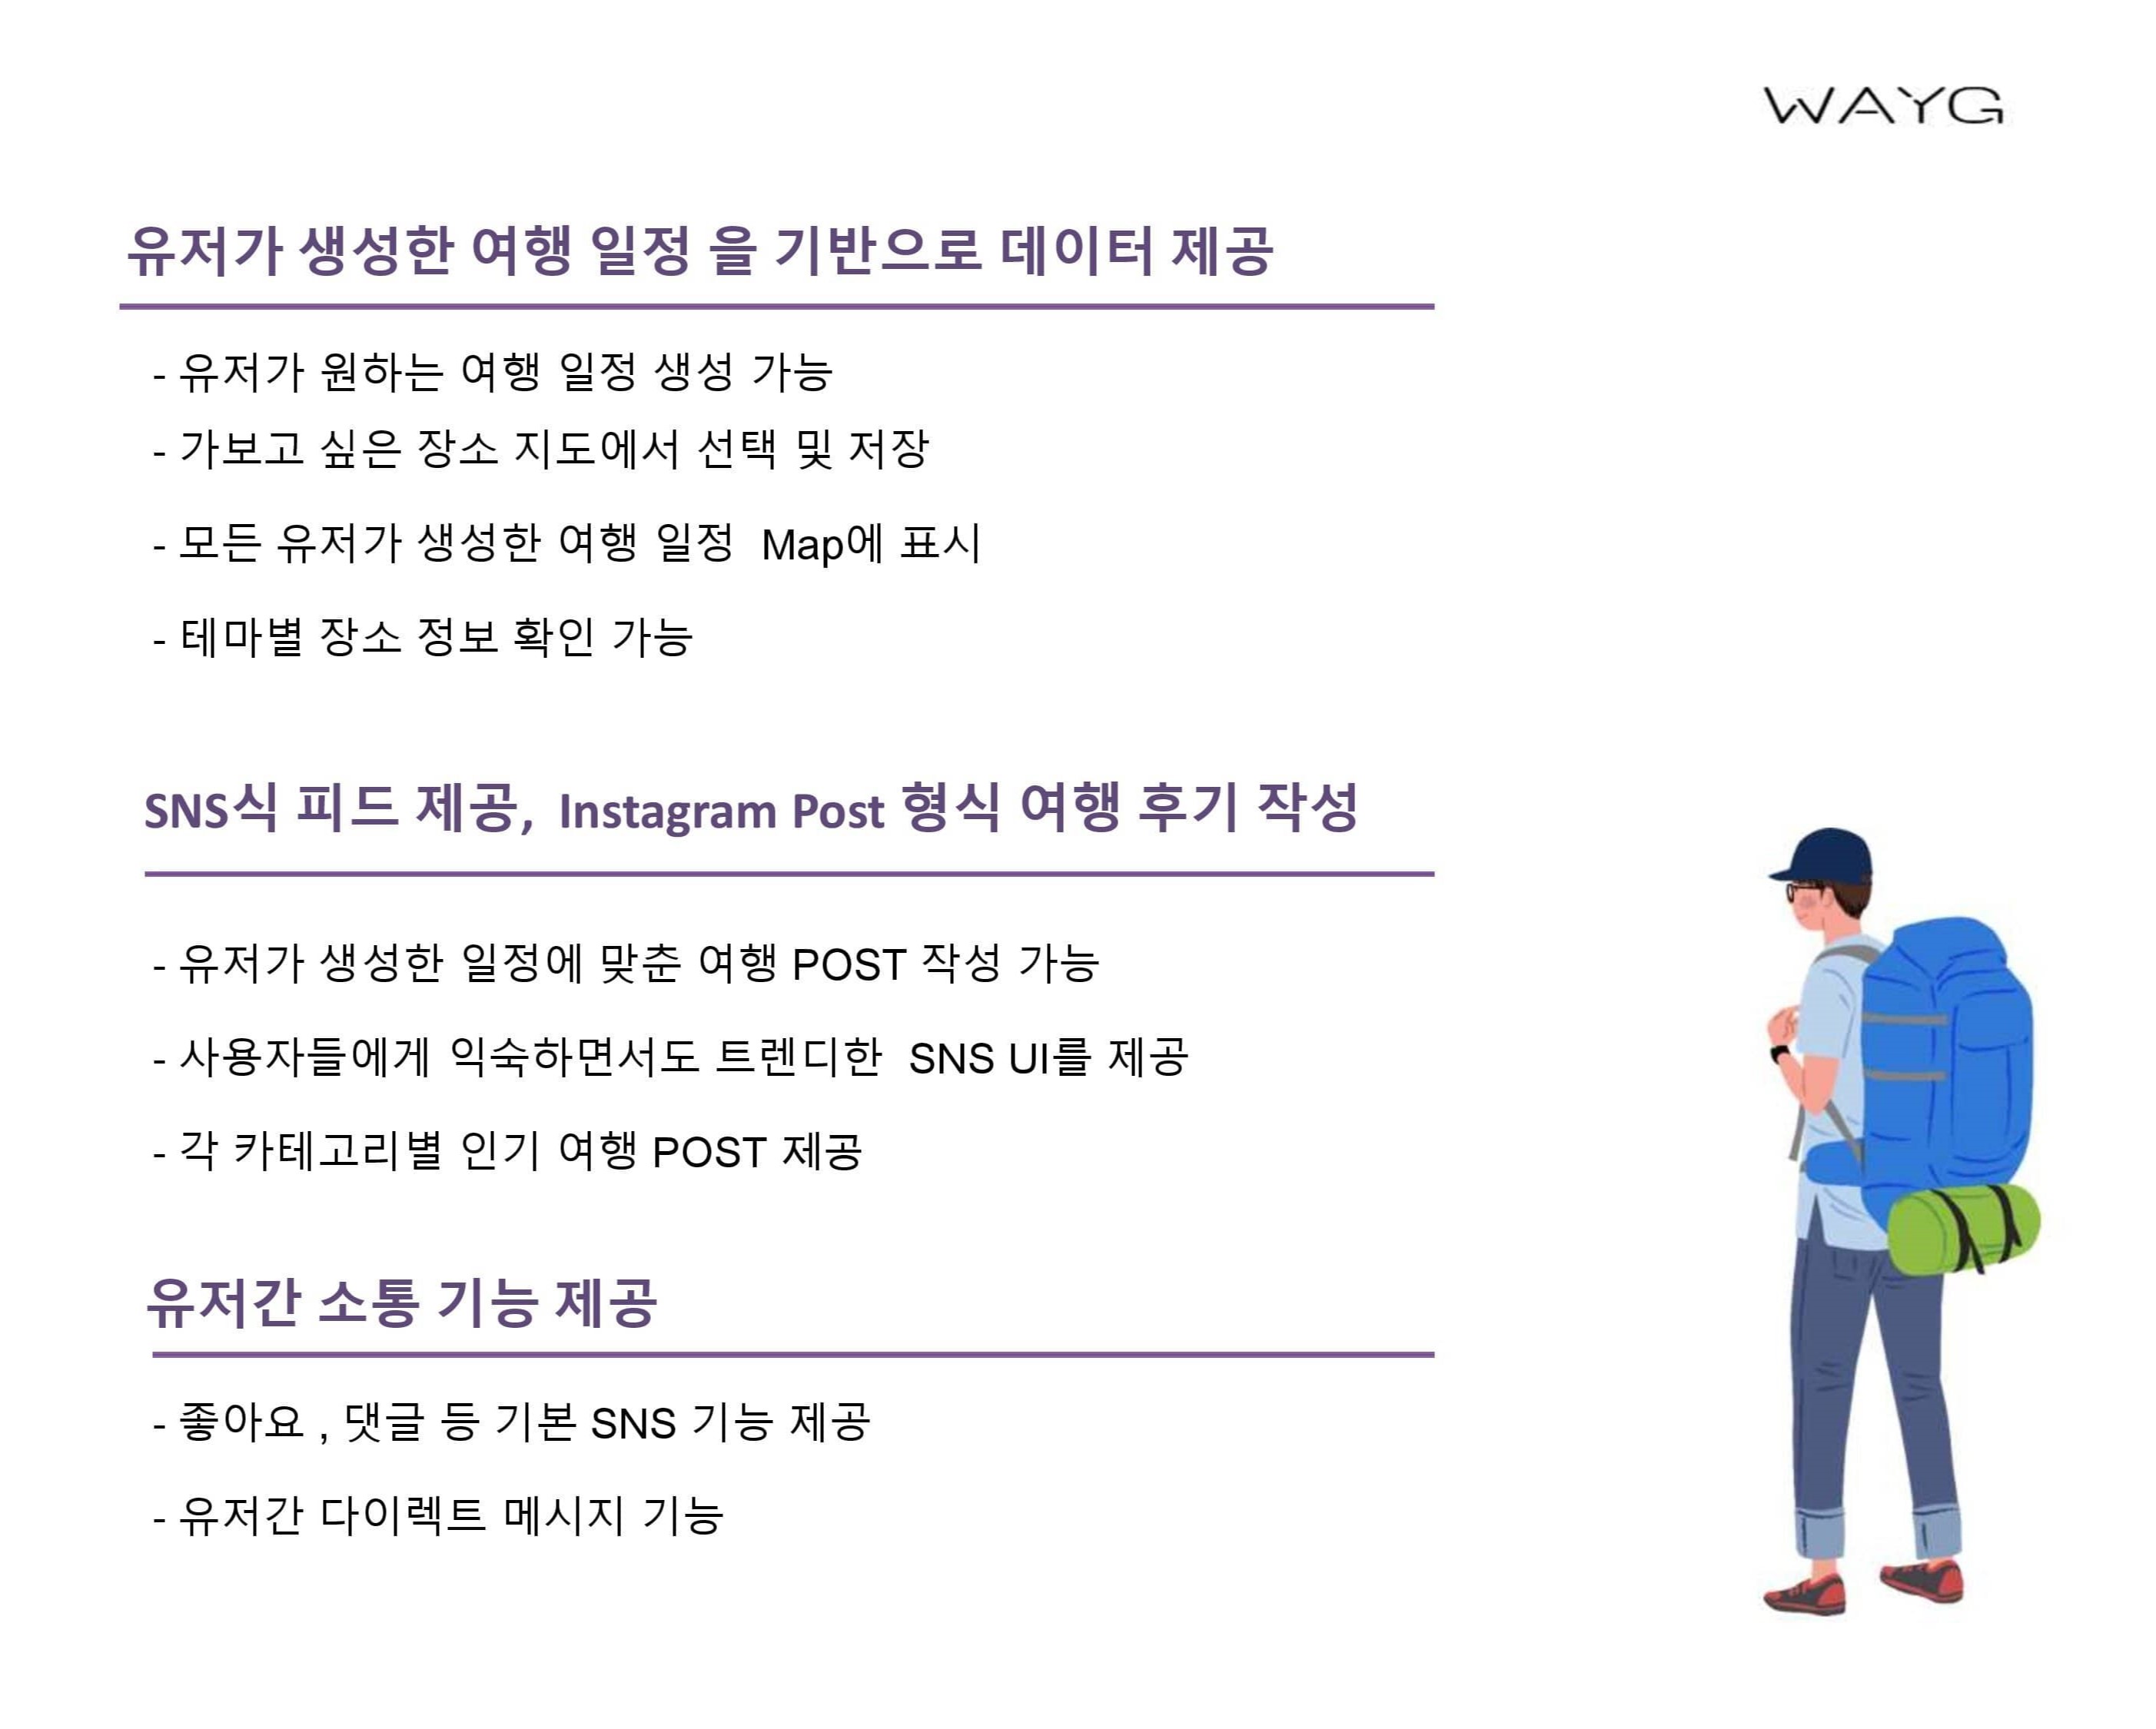 WAYG
유저가 생성한 여행 일정 을 기반으로 데이터 제공
- 유저가 원하는 여행 일정 생성 가능
- 가보고 싶은 장소 지도에서 선택 및 저장
- 모든 유저가 생성한 여행 일정 Map에 표시
- 테마별 장소 정보 확인 가능
SNS식 피드 제공, Instagram Post 형식 여행 후기 작성
- 유저가 생성한 일정에 맞춘 여행 POST 작성 가능
- 사용자들에게 익숙하면서도 트렌디한 SNS UI를 제공
- 각 카테고리별 인기 여행 POST 제공
유저간 소통 기능 제공
- 좋아요 , 댓글 등 기본 SNS 기능 제공
- 유저간 다이렉트 메시지 기능